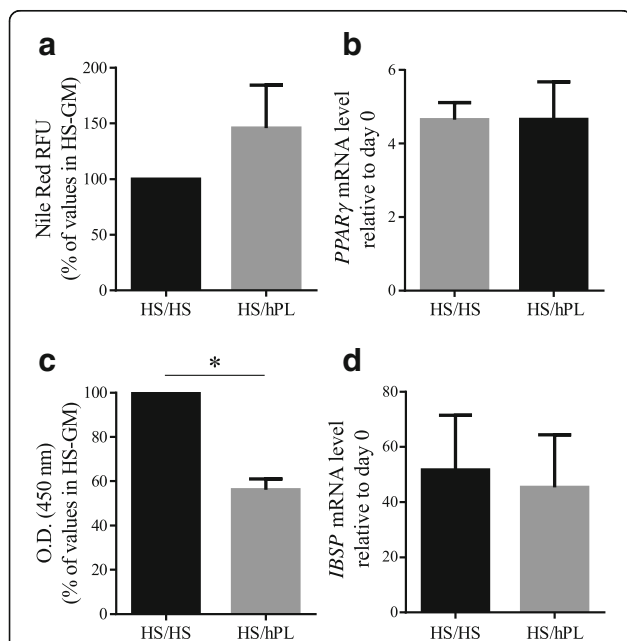 a
Nile Red RFU
(% of values in HS-GM)
200
150
100
50
0
HS/HS
HS/hPL
b
PPARγ mRNA level
relative to day 0
6
4
2
0
HS/HS
HS/hPL
c
*
O.D. (450 nm)
(% of values in HS-GM)
100
80
60
40
20
0
HS/HS
HS/hPL
d
IBSP mRNA level
relative to day 0
80
60
40
20
0
HS/HS
HS/hPL